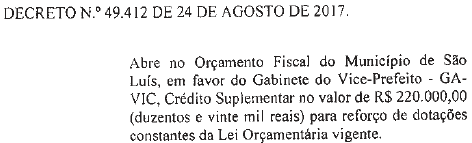 DECRETO N.º 49.412 DE 24 DE AGOSTO DE 2017.
Abre no Orçamento Fiscal do Município de São
Luís, em favor do Gabinete do Vice-Prefeito - GA-
VIC, Crédito Suplementar no valor de R$ 220.000,00
(duzentos e vinte mil reais) para reforço de dotações
constantes da Lei Orçamentária vigente.